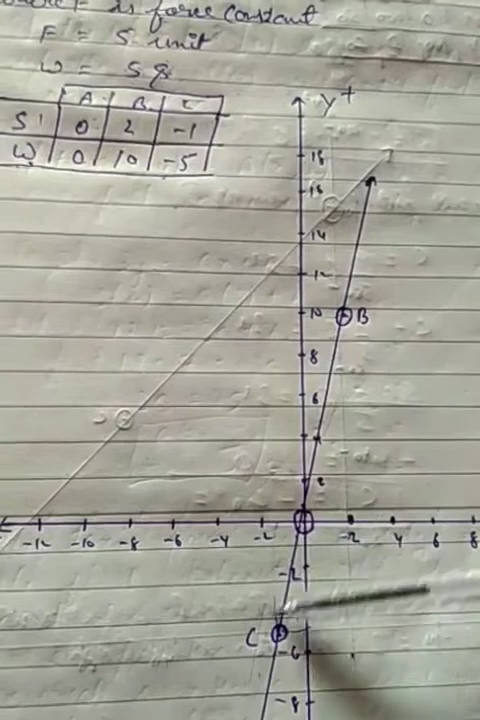 is force constant
F = 5 unit
W = 5 S
A B C
S 0 2 -1
W 0 10 -5
y+
18
16
14
12
10 B
8
6
4
2
-12 -10 -8 -6 -4 -2 -2 4 6 8
-2
C
-6
-8